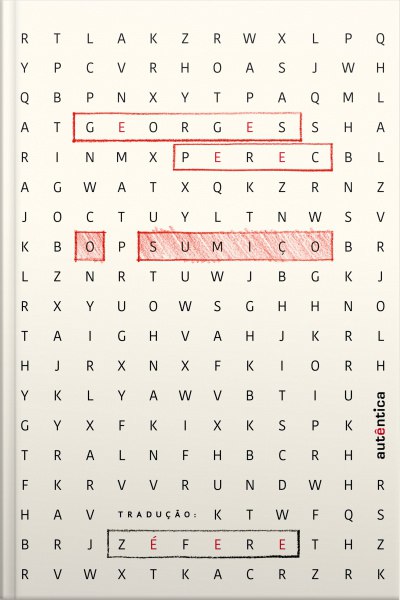 R T L A K Z R W X L P Q
Y P C V R H O A S J W H
Q B P N X Y T P A Q M L
A T G E O R G E S S H A
R I N M X P E R E C B L
A G W A T X Q K Z R N Z
J O C T U Y L T N W S V
K B O P S U M I Ç O B R
L Z N R T U W J B G K J
R X Y U O W S G H H N O
T A I G H V A H J K R L
H J R X N X F K I O R H
Y K L Y A W V B T I U
G Y X F K I X K S P K
T R A L N F H B C R H
F K R V V R U N D W H R
H A V TRADUÇÃO: K T W F Q S
B R J Z É F E R E T H Z
R V W X T K A C R Z R K
autêntica